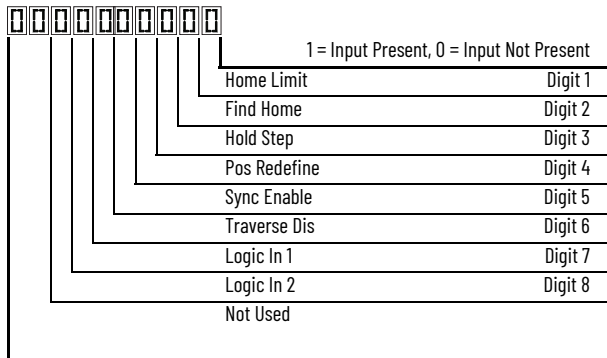 0000000000
1 = Input Present, 0 = Input Not Present
Home Limit Digit 1
Find Home Digit 2
Hold Step Digit 3
Pos Redefine Digit 4
Sync Enable Digit 5
Traverse Dis Digit 6
Logic In 1 Digit 7
Logic In 2 Digit 8
Not Used